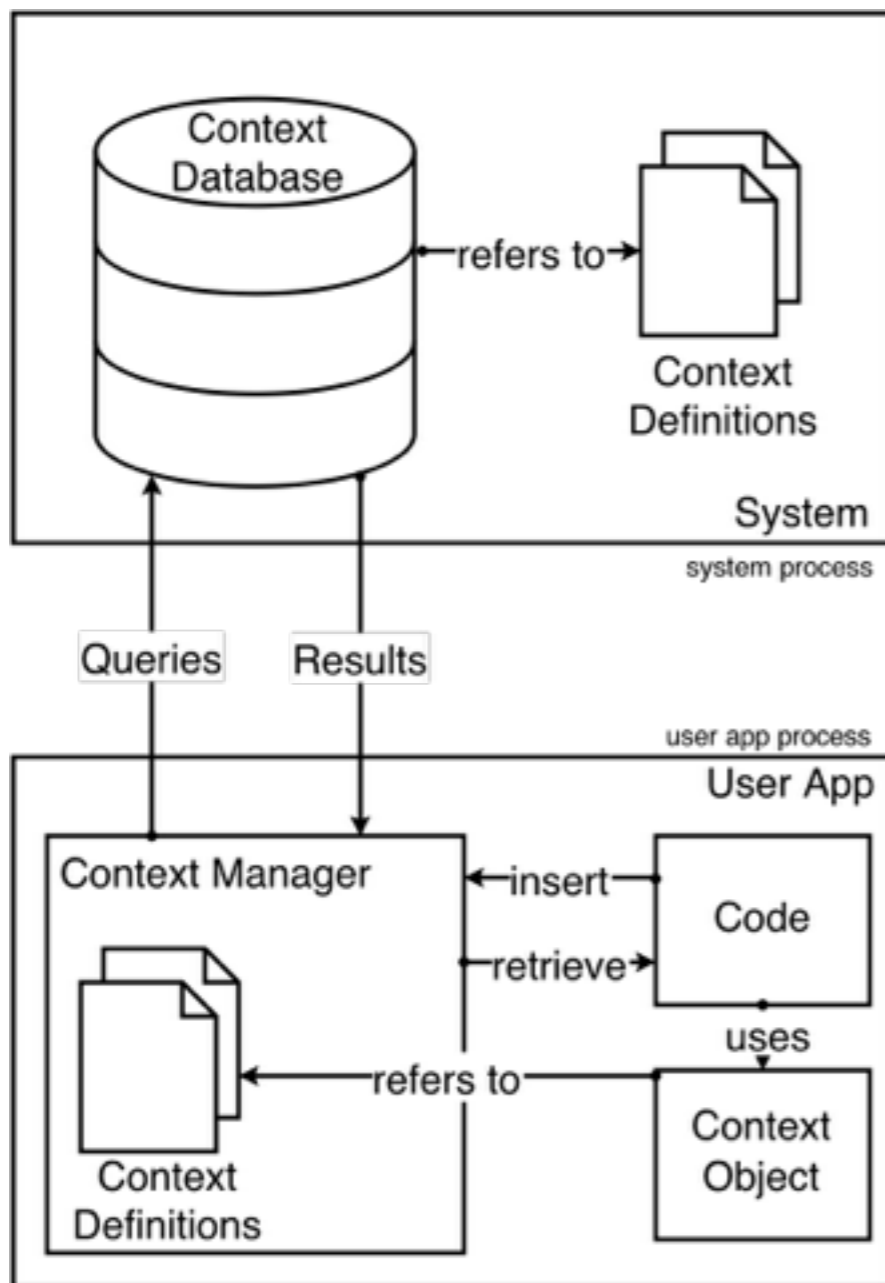 Context
Database
refers to
Context
Definitions
System
system process
Queries
Results
user app process
User App
Context Manager
insert
Code
retrieve
uses
refers to
Context
Object
Context
Definitions